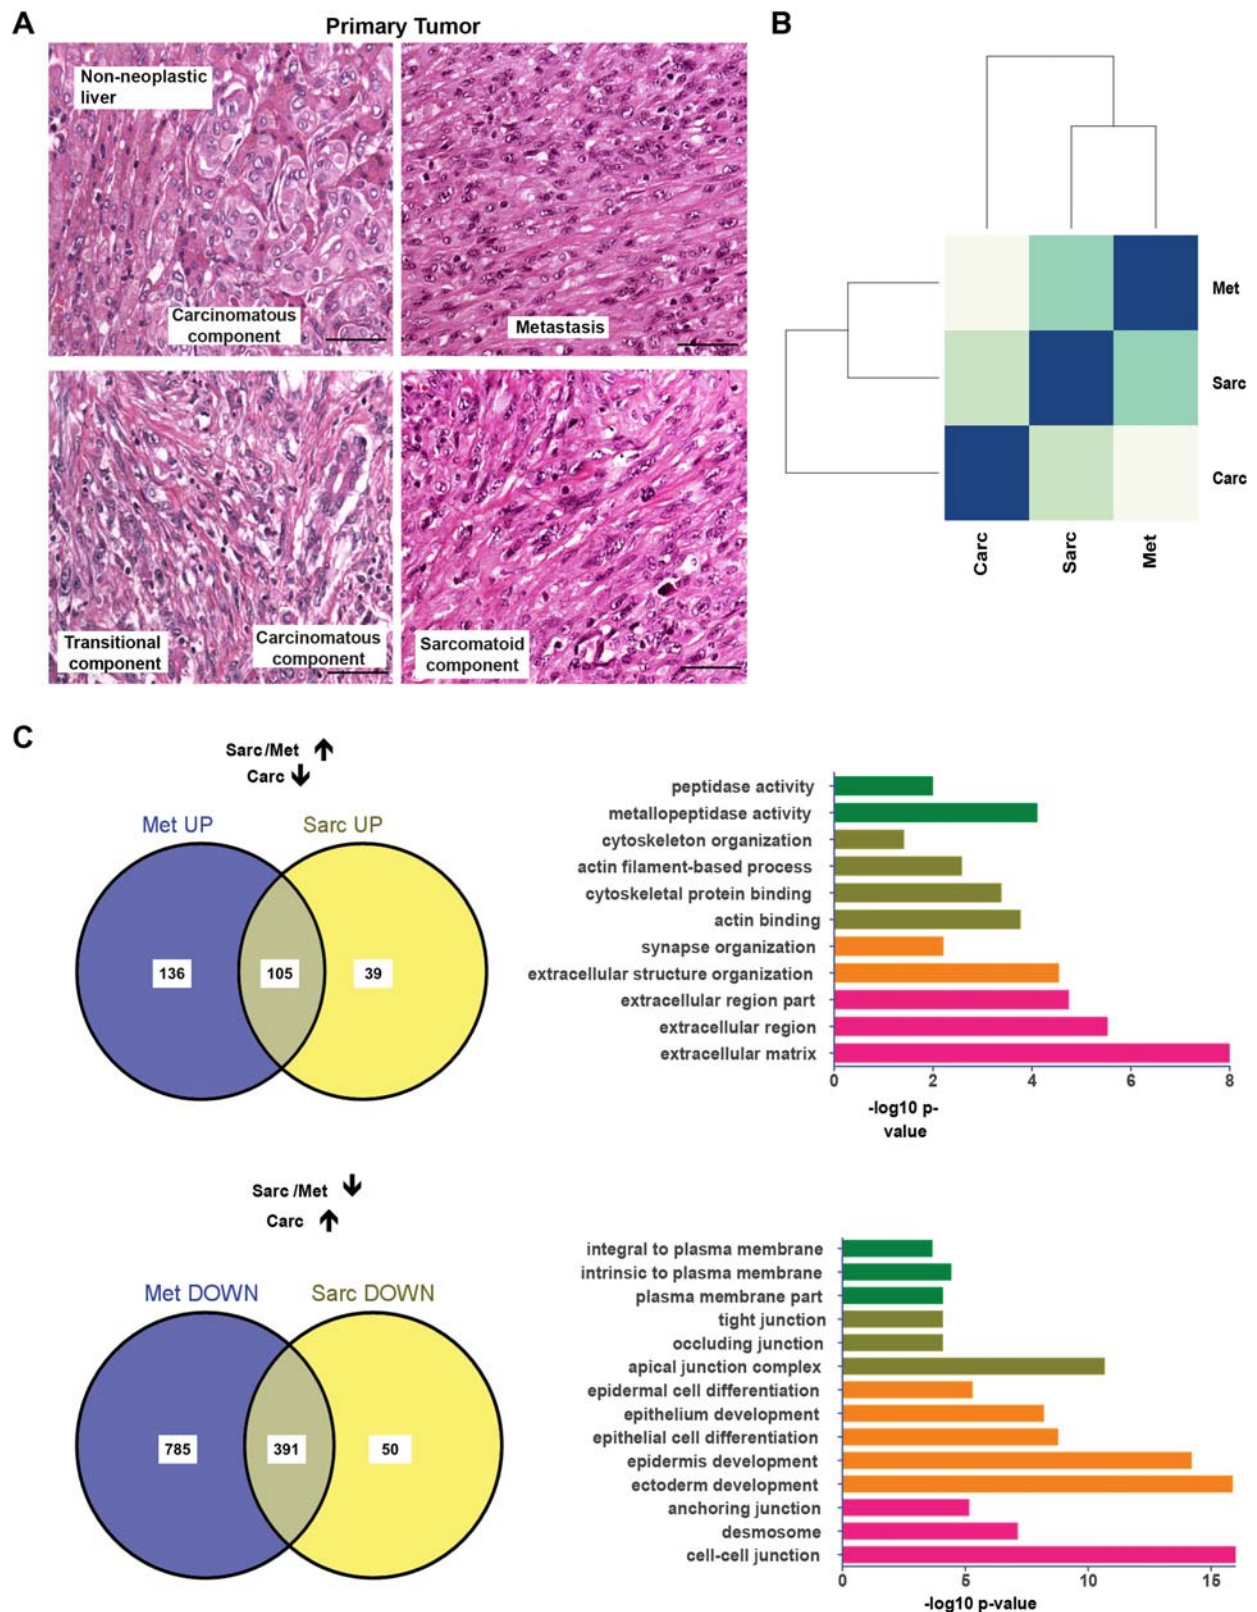 A
Primary Tumor
Non-neoplastic
liver
Carcinomatous
component
Metastasis
Transitional
component
Carcinomatous
component
Sarcomatoid
component
B
Met
Sarc
Carc
Carc
Sarc
Met
C
Sarc/Met ↑
Carc ↓
Met UP
Sarc UP
136
105
39
peptidase activity
metallopeptidase activity
cytoskeleton organization
actin filament-based process
cytoskeletal protein binding
actin binding
synapse organization
extracellular structure organization
extracellular region part
extracellular region
extracellular matrix
0 2 4 6 8
-log10 p-
value
Sarc /Met ↓
Carc ↑
Met DOWN
Sarc DOWN
785
391
50
integral to plasma membrane
intrinsic to plasma membrane
plasma membrane part
tight junction
occluding junction
apical junction complex
epidermal cell differentiation
epithelium development
epithelial cell differentiation
epidermis development
ectoderm development
anchoring junction
desmosome
cell-cell junction
0 5 10 15
-log10 p-value